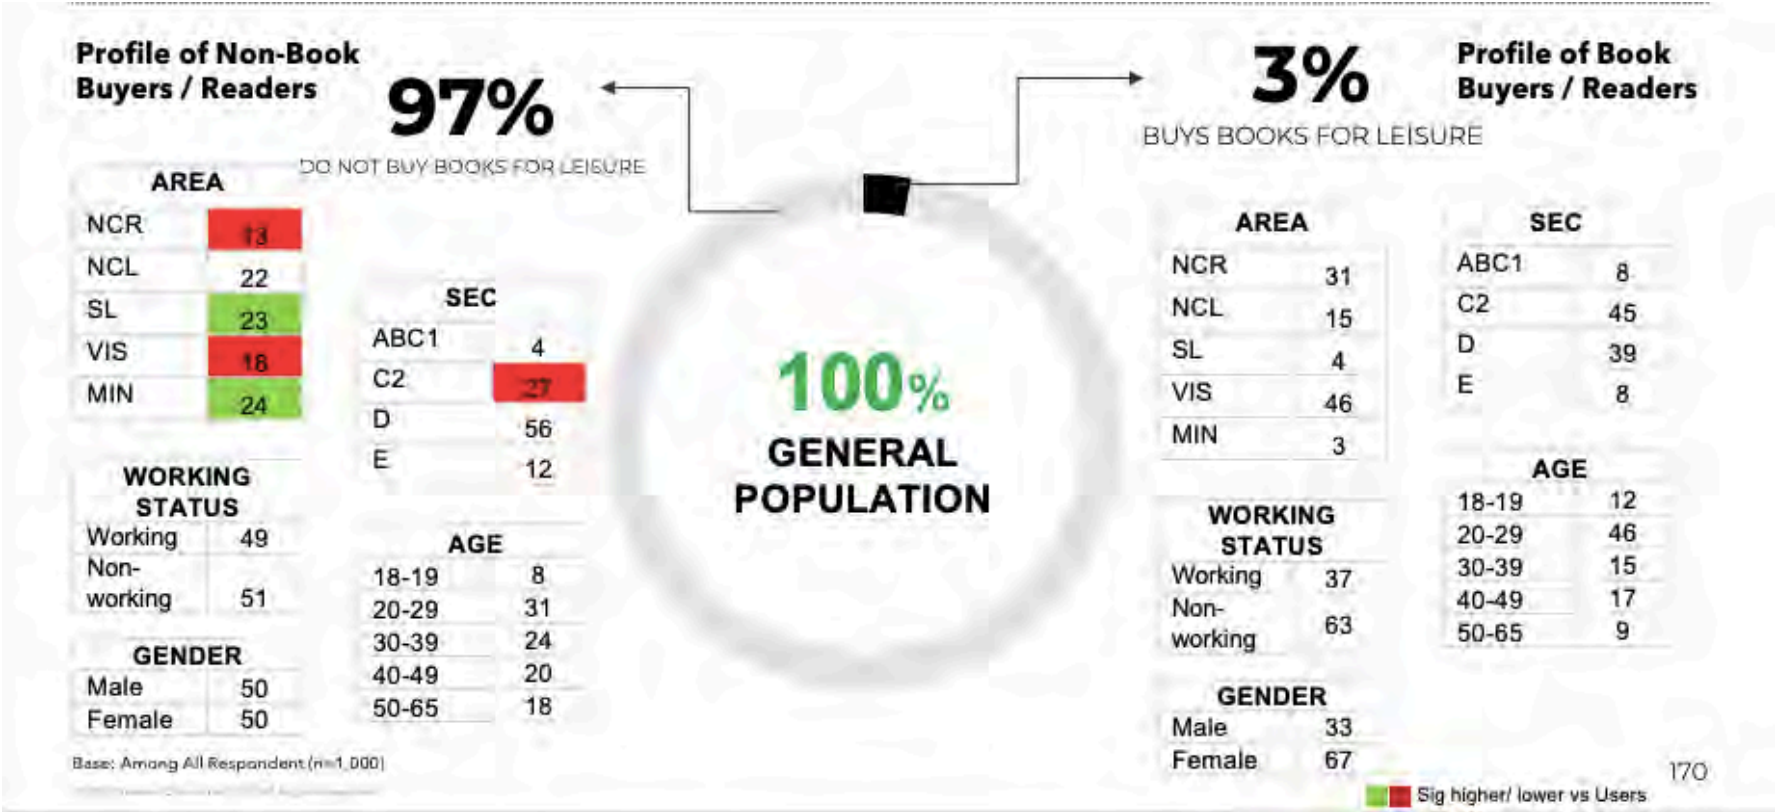 Profile of Non-Book
Buyers / Readers
97%
DO NOT BUY BOOKS FOR LEISURE
AREA
NCR 13
NCL 22
SL 23
VIS 18
MIN 24
WORKING
STATUS
Working 49
Non-
working 51
GENDER
Male 50
Female 50
SEC
ABC1 4
C2 27
D 56
E 12
AGE
18-19 8
20-29 31
30-39 24
40-49 20
50-65 18
100%
GENERAL
POPULATION
3%
BUYS BOOKS FOR LEISURE
Profile of Book
Buyers / Readers
AREA
NCR 31
NCL 15
SL 4
VIS 46
MIN 3
WORKING
STATUS
Working 37
Non-
working 63
GENDER
Male 33
Female 67
SEC
ABC1 8
C2 45
D 39
E 8
AGE
18-19 12
20-29 46
30-39 15
40-49 17
50-65 9
Base: Among All Respondent (n=1,000)
170
Sig higher/ lower vs Users